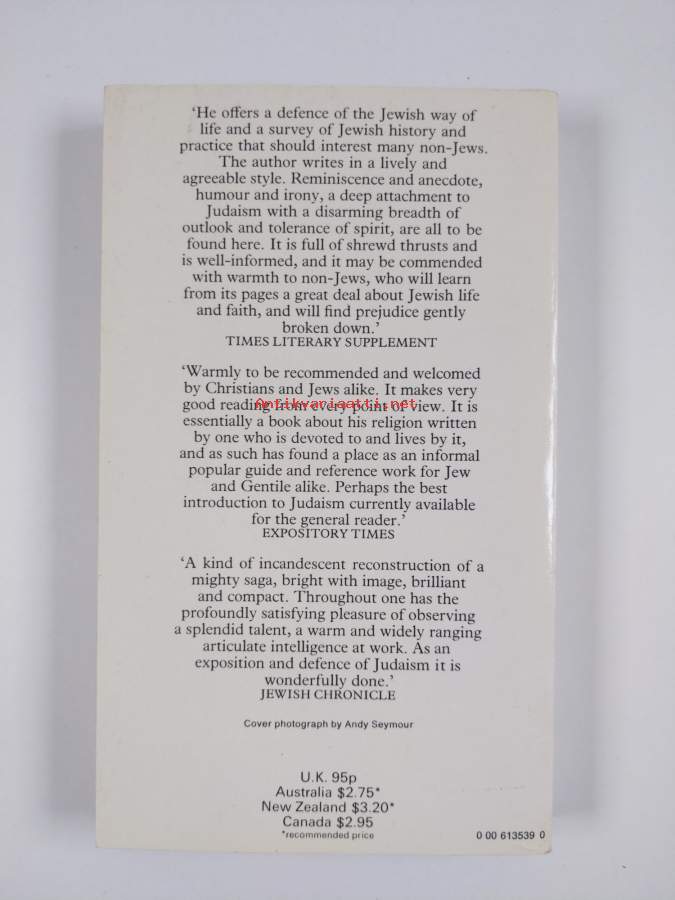 ‘He offers a defence of the Jewish way of
life and a survey of Jewish history and
practice that should interest many non-Jews.
The author writes in a lively and
agreeable style. Reminiscence and anecdote,
humour and irony, a deep attachment to
Judaism with a disarming breadth of
outlook and tolerance of spirit, are all to be
found here. It is full of shrewd thrusts and
is well-informed, and it may be commended
with warmth to non-Jews, who will learn
from its pages a great deal about Jewish life
and faith, and will find prejudice gently
broken down.’
TIMES LITERARY SUPPLEMENT
‘Warmly to be recommended and welcomed
by Christians and Jews alike. It makes very
good reading from every point of view. It is
Antikvariaatti.net
essentially a book about his religion written
by one who is devoted to and lives by it,
and as such has found a place as an informal
popular guide and reference work for Jew
and Gentile alike. Perhaps the best
introduction to Judaism currently available
for the general reader.’
EXPOSITORY TIMES
‘A kind of incandescent reconstruction of a
mighty saga, bright with image, brilliant
and compact. Throughout one has the
profoundly satisfying pleasure of observing
a splendid talent, a warm and widely ranging
articulate intelligence at work. As an
exposition and defence of Judaism it is
wonderfully done.’
JEWISH CHRONICLE
Cover photograph by Andy Seymour
U.K. 95p
Australia $2.75*
New Zealand $3.20*
Canada $2.95
*recommended price
0 00 613539 0